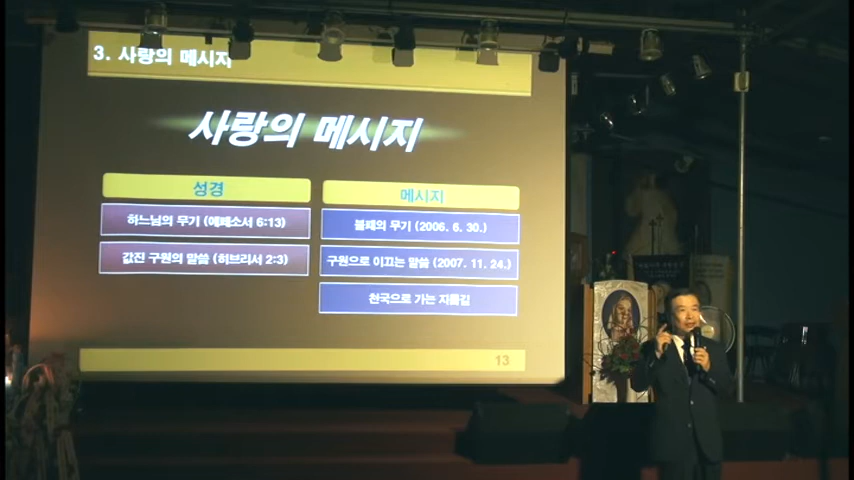 3. 사랑의 메시지
사랑의 메시지
성경
메시지
하느님의 무기 (에페소서 6:13)
불패의 무기 (2006. 6. 30.)
값진 구원의 말씀 (히브리서 2:3)
구원으로 이끄는 말씀 (2007. 11. 24.)
천국으로 가는 지름길
13